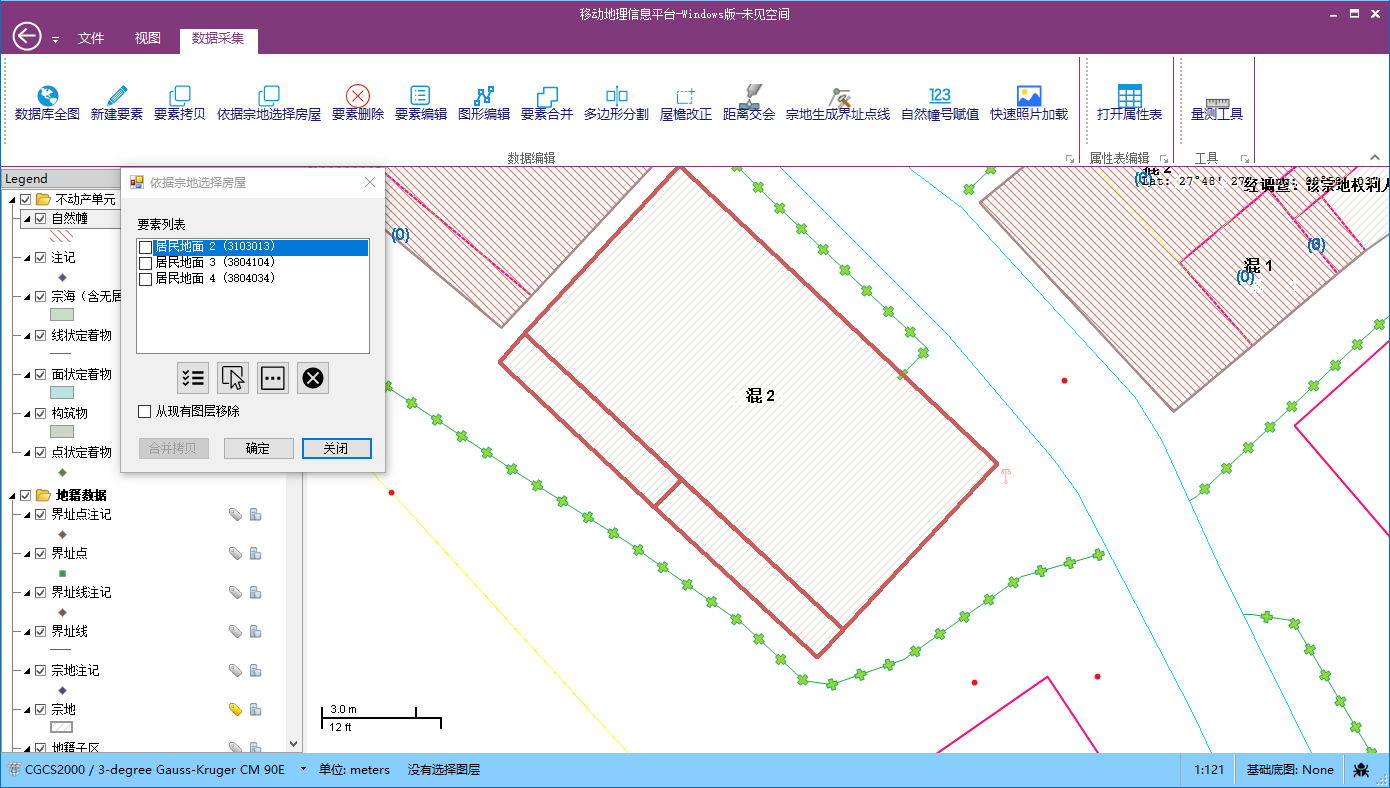 移动地理信息平台-Windows版-未见空间
文件 视图 数据采集
数据库全图 新建要素 要素拷贝 依据宗地选择房屋 要素删除 要素编辑 图形编辑 要素合并 多边形分割 屋檐改正 距离交会 宗地生成界址点线 自然幢号赋值 快速照片加载 打开属性表 量测工具
123
数据编辑 属性表编辑 工具
Legend
不动产单元
自然幢
注记
宗海（含无居
线状定着物
面状定着物
构筑物
点状定着物
地籍数据
界址点注记
界址点
界址线注记
界址线
宗地注记
宗地
地籍子区
依据宗地选择房屋
要素列表
居民地面 2 (3103013)
居民地面 3 (3804104)
居民地面 4 (3804034)
从现有图层移除
合并拷贝 确定 关闭
(0)
混 2
混 2
混 1
(0)
3.0 m
12 ft
CGCS2000 / 3-degree Gauss-Kruger CM 90E 单位: meters 没有选择图层 1:121 基础底图: None